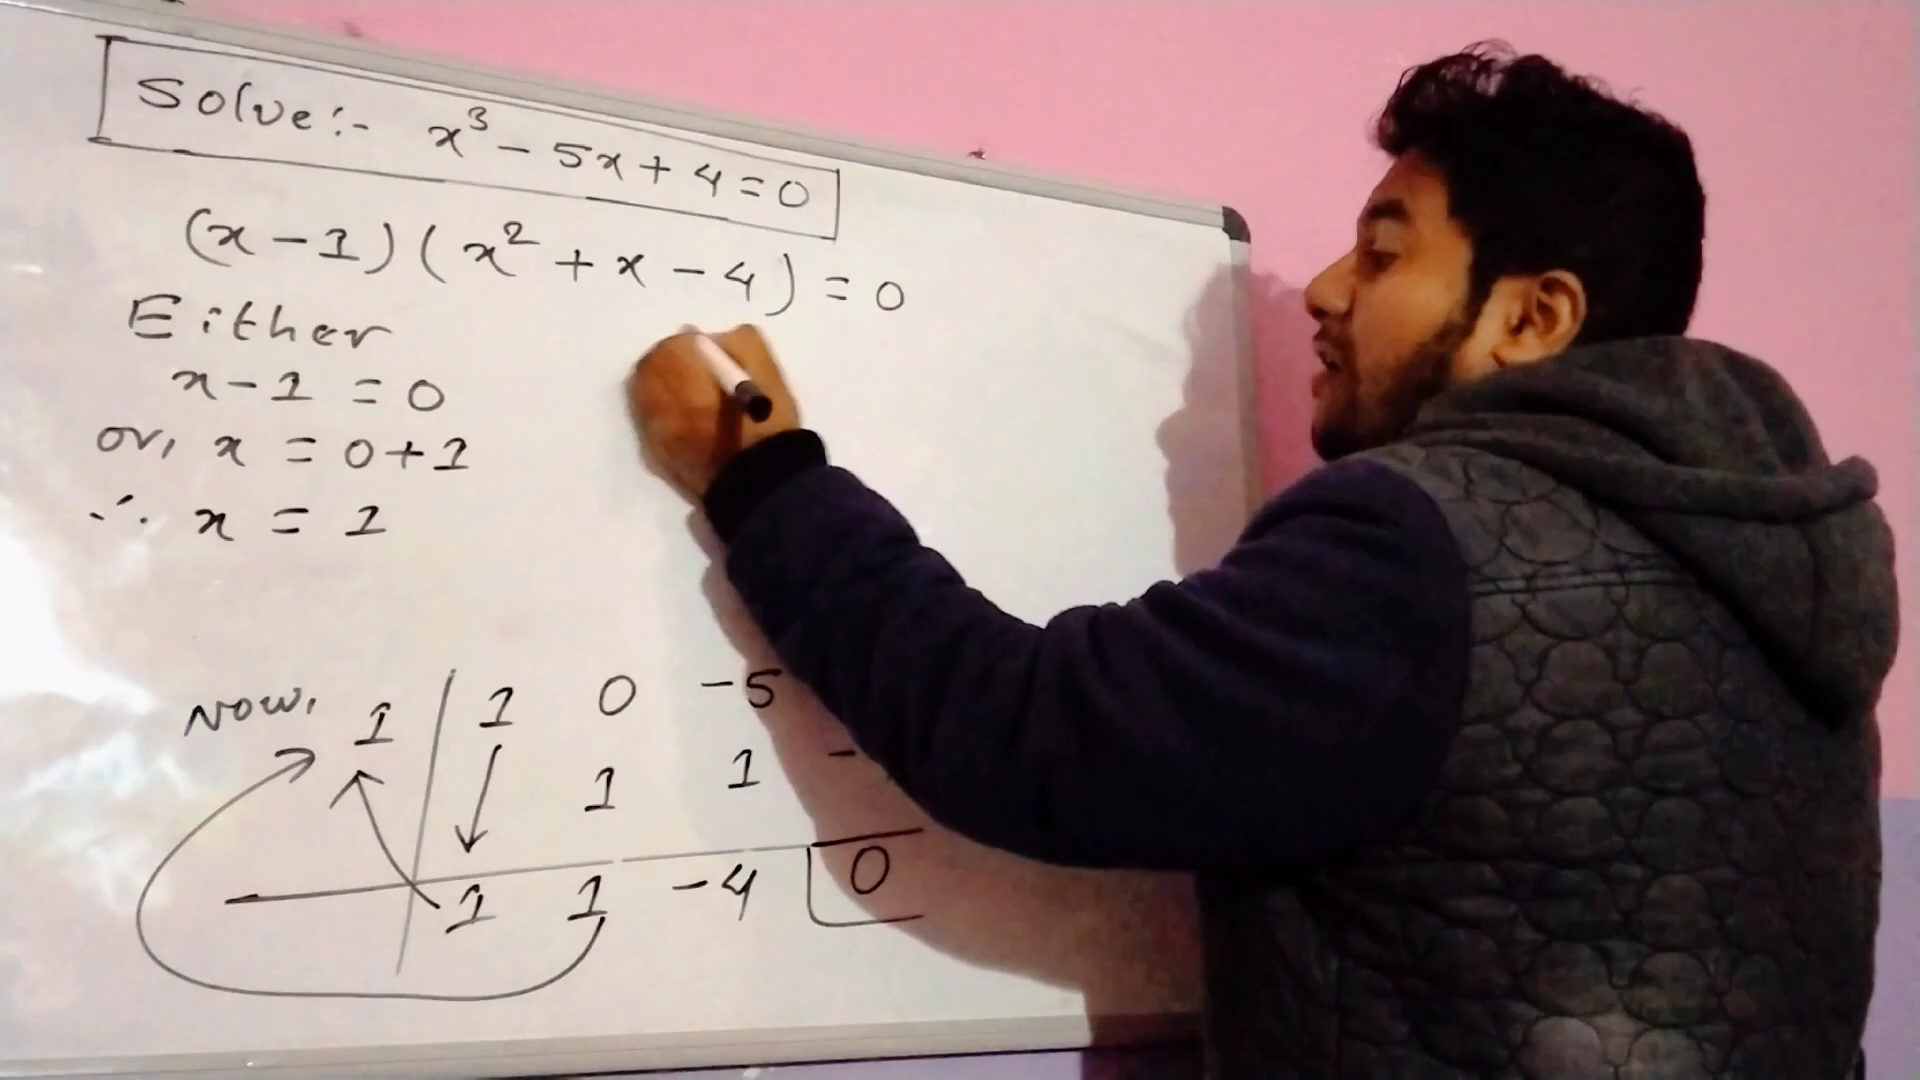 Solve:- x³ - 5x + 4 = 0
(x - 1) (x² + x - 4) = 0
Either
x - 1 = 0
or, x = 0 + 1
∴ x = 1
Now, 1 | 1 0 -5
1 1 -
1 1 -4 0